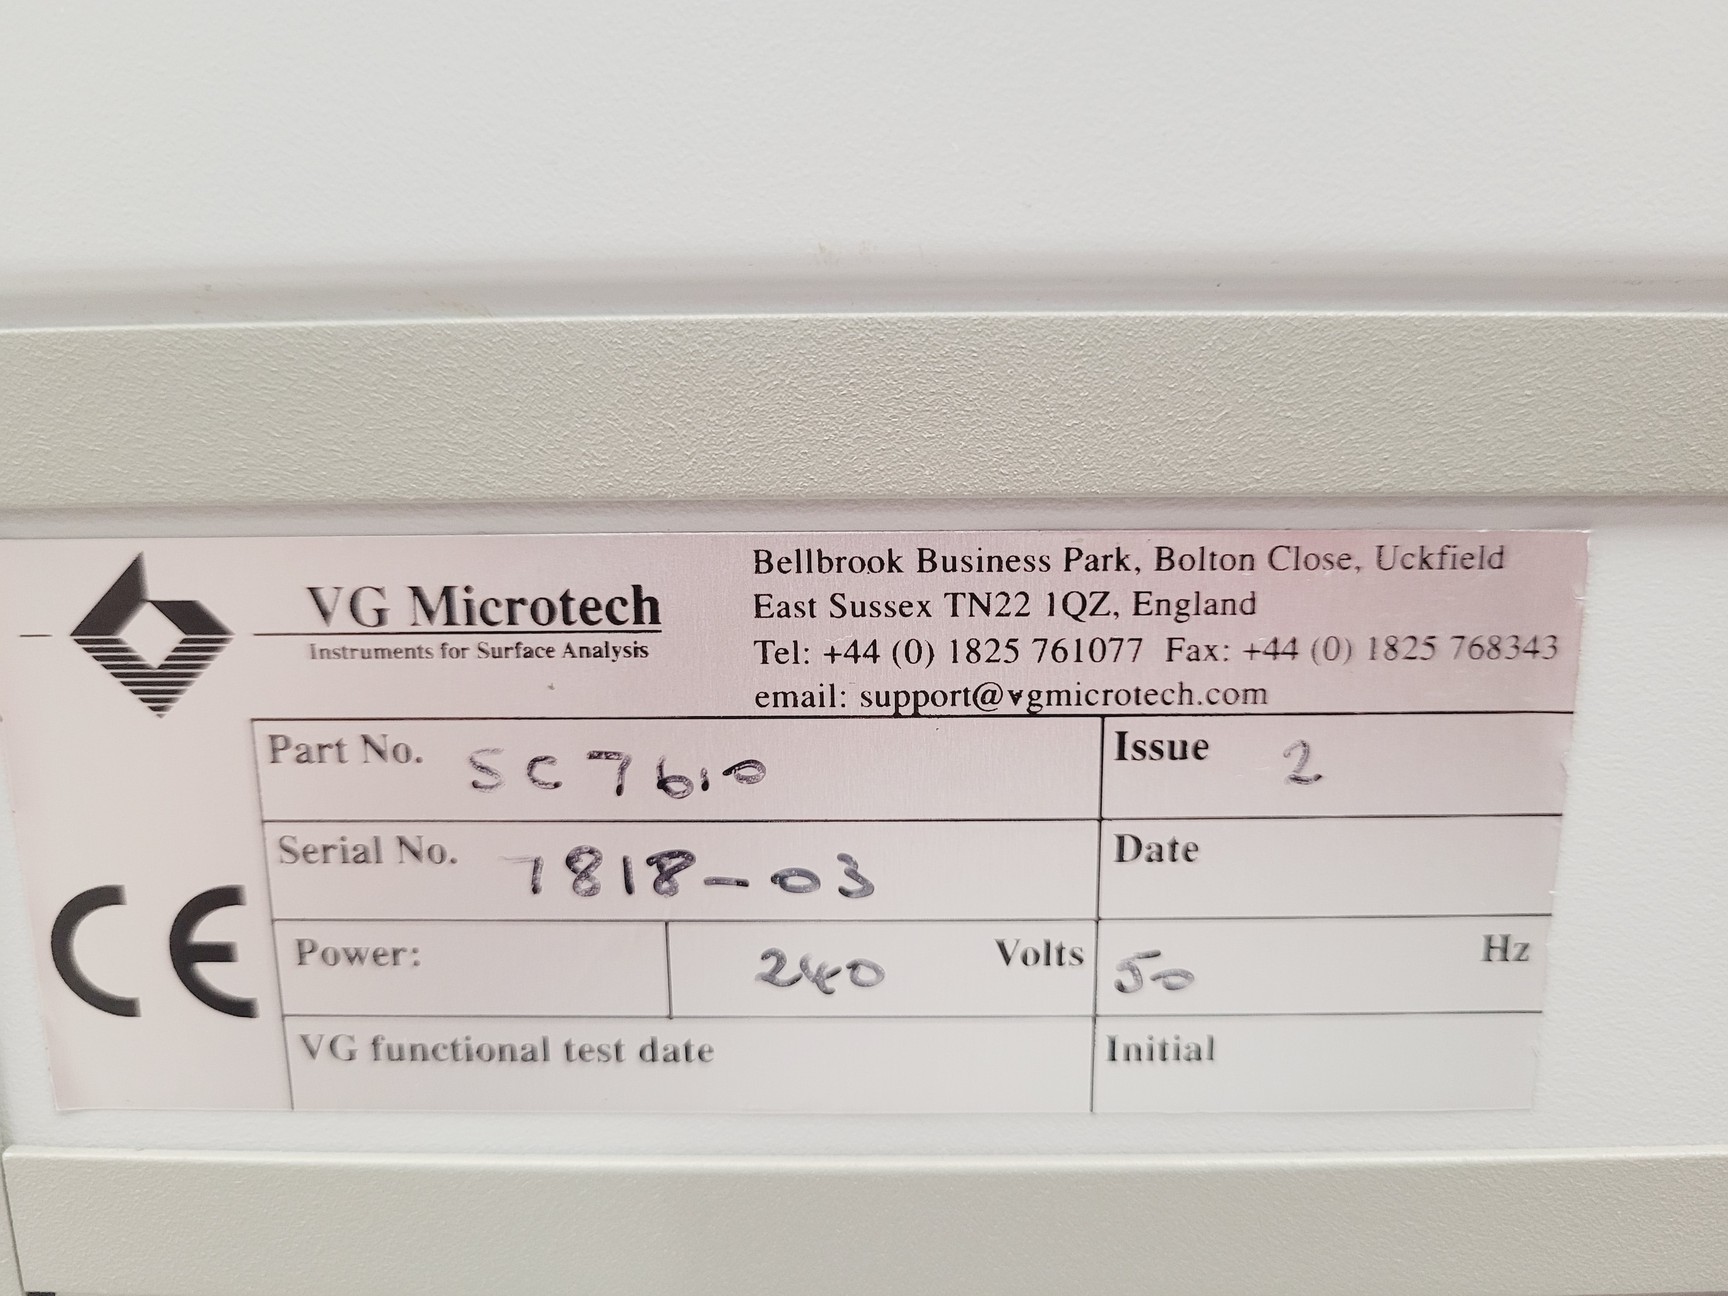 VG Microtech
Instruments for Surface Analysis
Bellbrook Business Park, Bolton Close, Uckfield
East Sussex TN22 1QZ, England
Tel: +44 (0) 1825 761077 Fax: +44 (0) 1825 768343
email: support@vgmicrotech.com
Part No. SC7610 Issue 2
Serial No. 7818-03 Date
Power: 240 Volts 50 Hz
VG functional test date Initial
CE